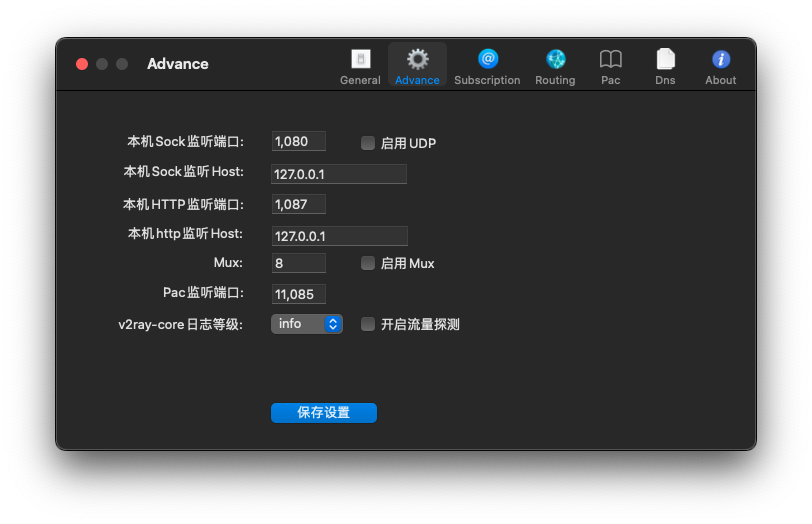 Advance
General Advance Subscription Routing Pac Dns About
本机Sock监听端口: 1,080 启用UDP
本机Sock监听Host: 127.0.0.1
本机HTTP监听端口: 1,087
本机http监听Host: 127.0.0.1
Mux: 8 启用Mux
Pac监听端口: 11,085
v2ray-core日志等级: info 开启流量探测
保存设置